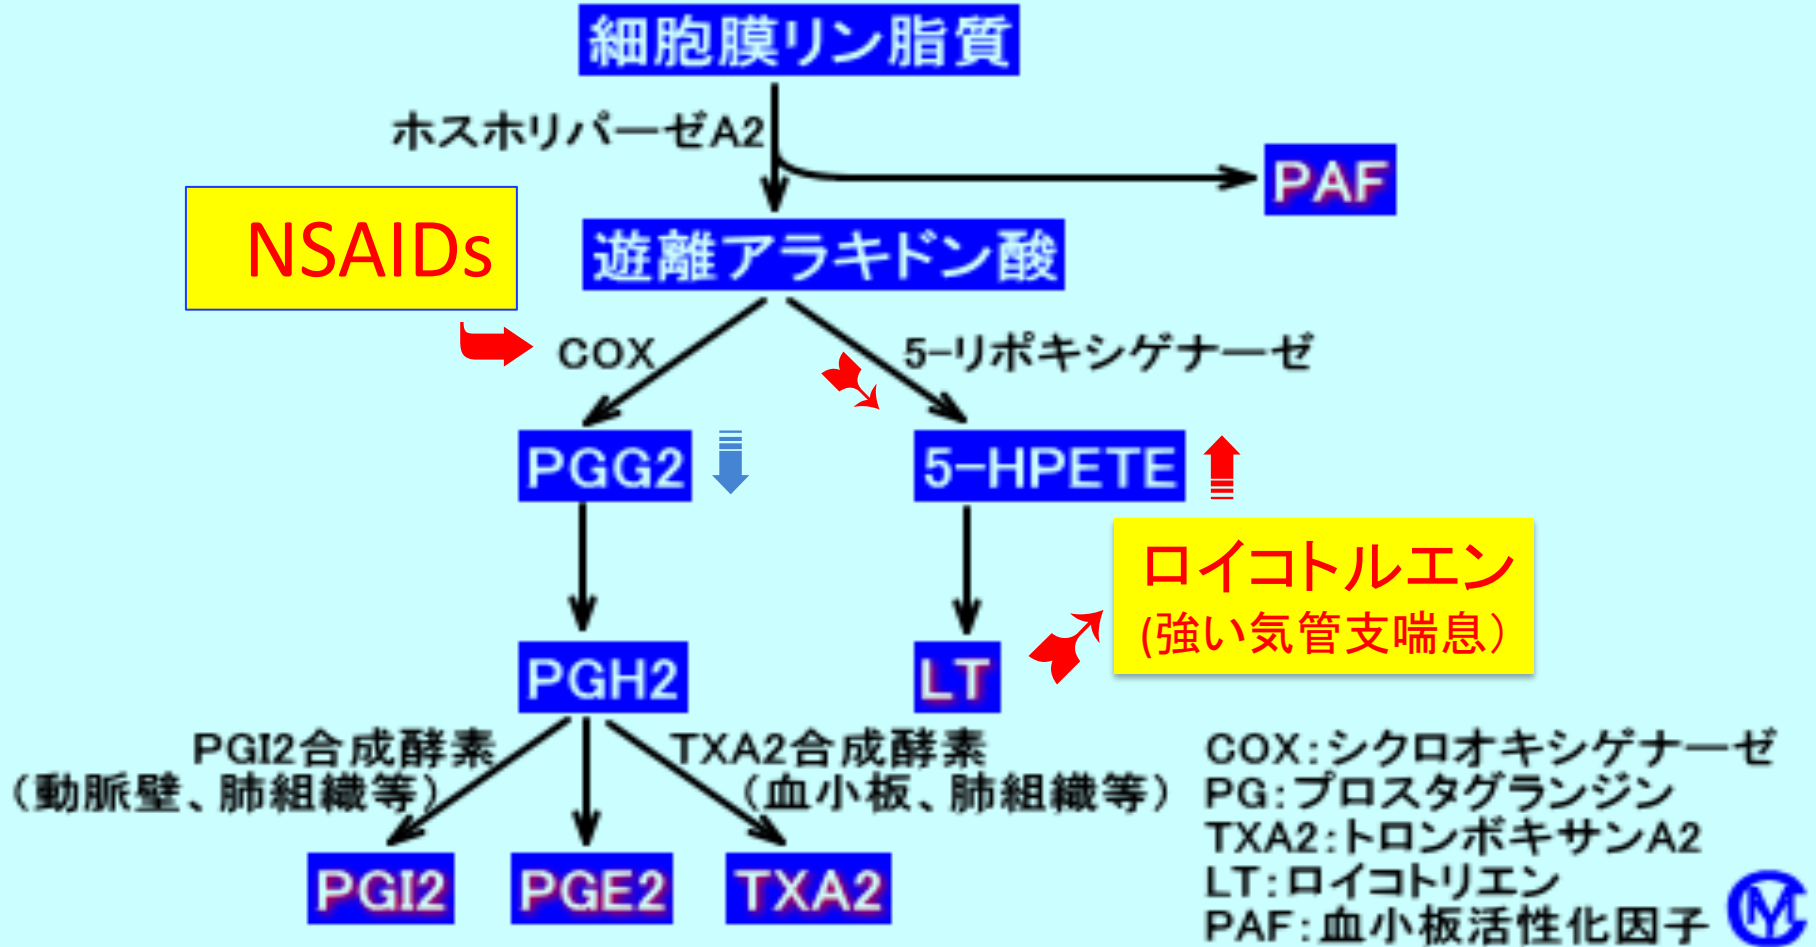 細胞膜リン脂質
ホスホリパーゼA2
PAF
NSAIDs
遊離アラキドン酸
COX
5-リポキシゲナーゼ
PGG2
5-HPETE
ロイコトルエン
(強い気管支喘息）
PGH2
LT
PGI2合成酵素
（動脈壁、肺組織等）
TXA2合成酵素
（血小板、肺組織等）
PGI2
PGE2
TXA2
COX:シクロオキシゲナーゼ
PG:プロスタグランジン
TXA2:トロンボキサンA2
LT:ロイコトリエン
PAF:血小板活性化因子